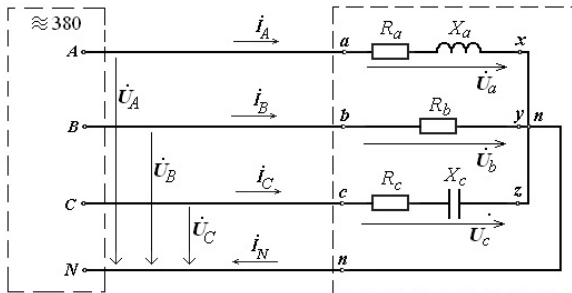 ≈ 380
A
İ_A
a
R_a
X_a
x
U̇_A
U̇_a
B
İ_B
b
R_b
y
n
U̇_B
U̇_b
C
İ_C
c
R_c
X_c
z
U̇_C
U̇_c
N
İ_N
n